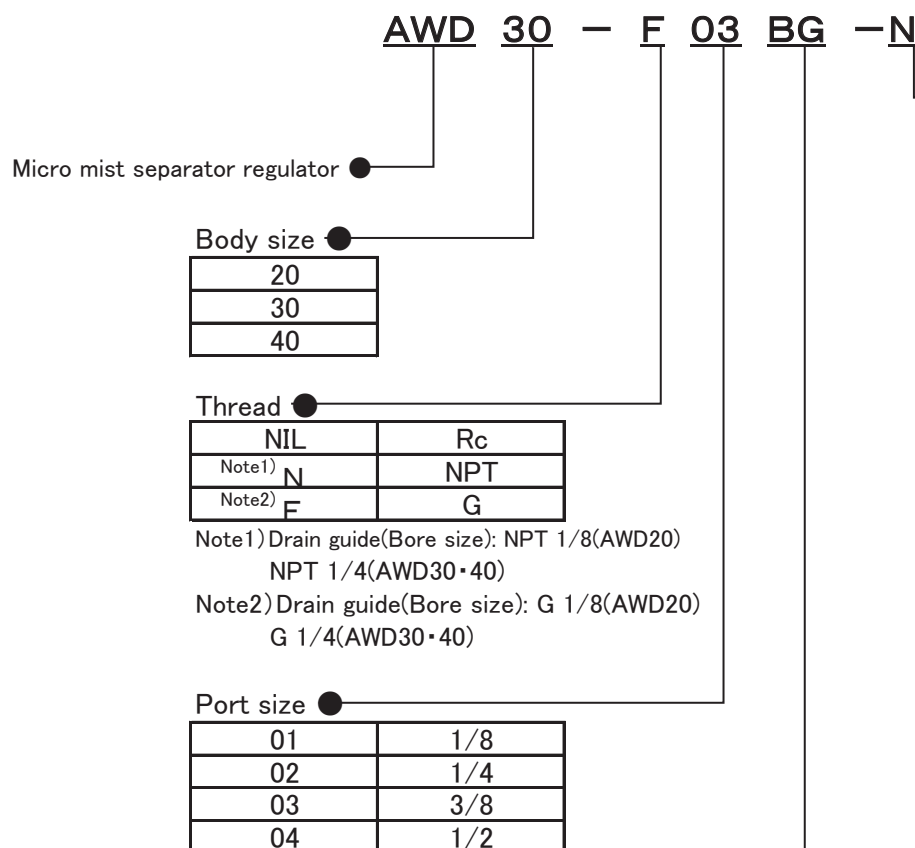 AWD 30 - F 03 BG -N
Micro mist separator regulator
Body size
20
30
40
Thread
NIL Rc
Note1) N NPT
Note2) F G
Note1) Drain guide(Bore size): NPT 1/8(AWD20)
NPT 1/4(AWD30・40)
Note2) Drain guide(Bore size): G 1/8(AWD20)
G 1/4(AWD30・40)
Port size
01 1/8
02 1/4
03 3/8
04 1/2